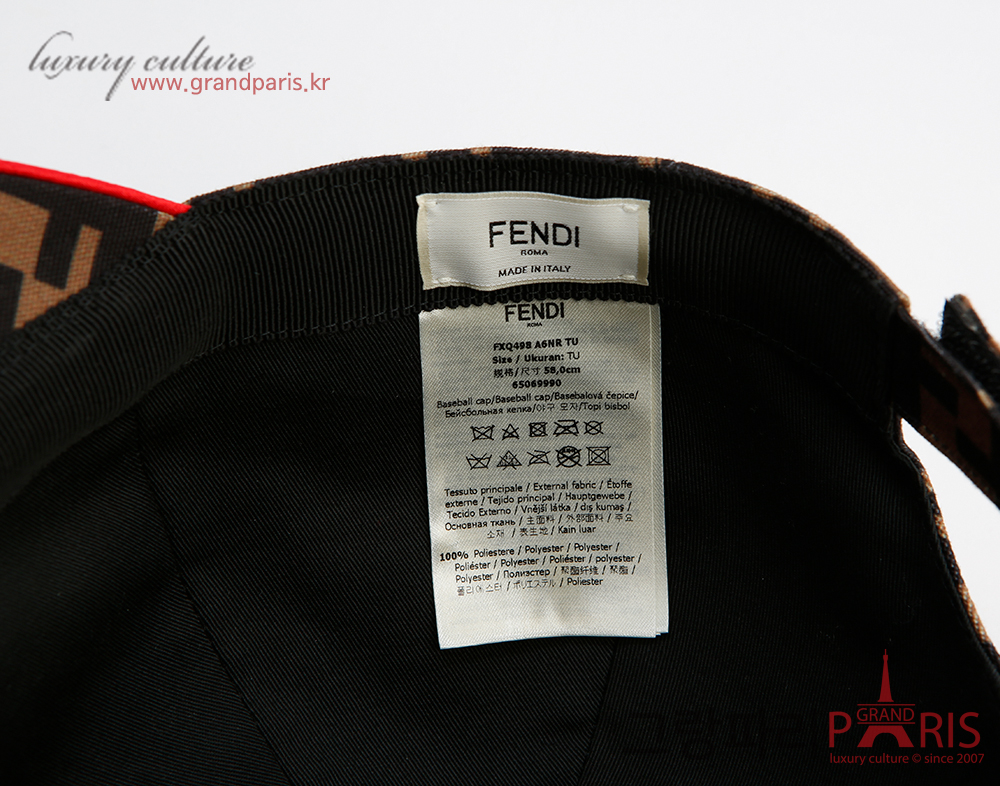 luxury culture
www.grandparis.kr
FENDI
ROMA
MADE IN ITALY
FENDI
ROMA
FXQ498 A6NR TU
Size / Ukuran: TU
规格/尺寸 58,0cm
65069990
Baseball cap/Baseball cap/Basebalová čepice/
Бейсбольная кепка/야구 모자/Topi bisbol
Tessuto principale / External fabric / Étoffe
externe / Tejido principal / Hauptgewebe /
Tecido Externo / Vnější látka / dış kumaş /
Основная ткань / 主面料 / 外部面料 / 주요
소재 / 表生地 / Kain luar
100% Poliestere / Polyester / Polyester /
Poliéster / Polyester / Poliéster / polyester /
Polyester / Полиэстер / 聚酯纤维 / 聚酯 /
폴리에스터 / ポリエステル / Poliester
GRAND
PARIS
luxury culture © since 2007